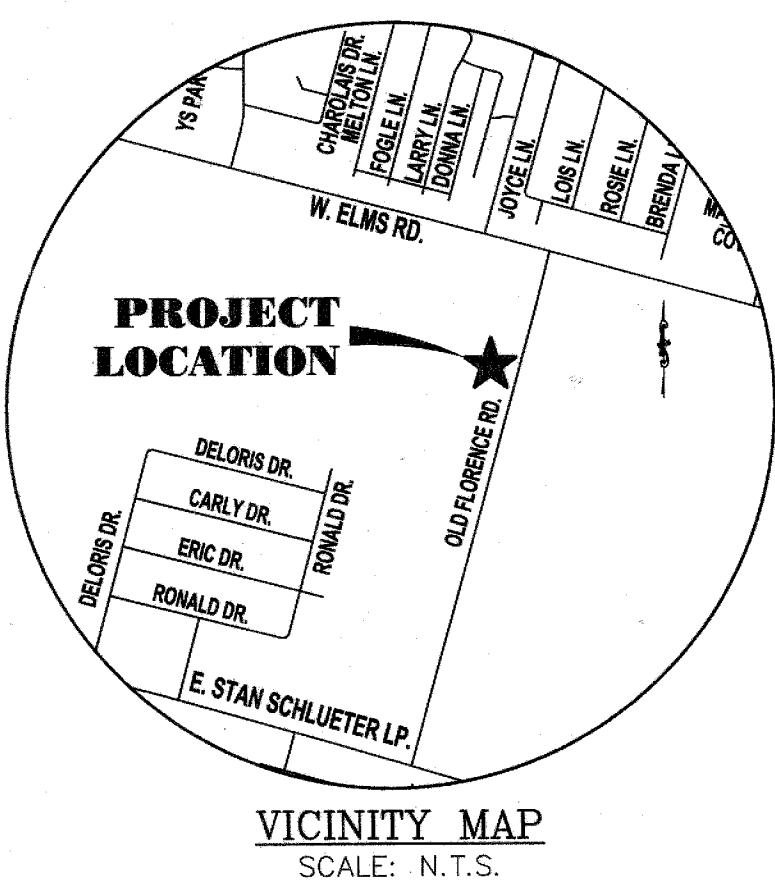 YS PAR
CHAROLAIS DR.
MELTON LN.
FOGLE LN.
LARRY LN.
DONNA LN.
JOYCE LN.
LOIS LN.
ROSIE LN.
BRENDA
W. ELMS RD.
PROJECT
LOCATION
OLD FLORENCE RD.
DELORIS DR.
CARLY DR.
ERIC DR.
RONALD DR.
RONALD DR.
DELORIS DR.
E. STAN SCHLUETER LP.
VICINITY MAP
SCALE: N.T.S.